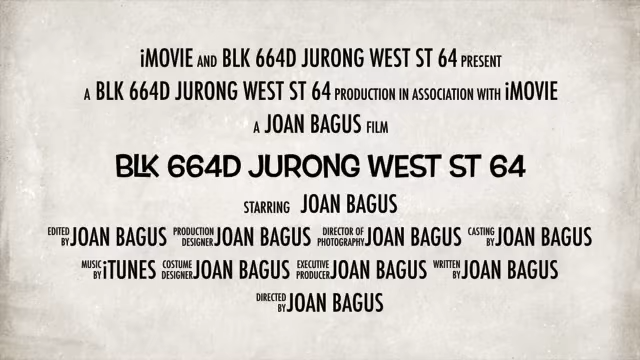 iMOVIE AND BLK 664D JURONG WEST ST 64 PRESENT
A BLK 664D JURONG WEST ST 64 PRODUCTION IN ASSOCIATION WITH iMOVIE
A JOAN BAGUS FILM
BLK 664D JURONG WEST ST 64
STARRING JOAN BAGUS
EDITED BY JOAN BAGUS PRODUCTION DESIGNER JOAN BAGUS DIRECTOR OF PHOTOGRAPHY JOAN BAGUS CASTING BY JOAN BAGUS
MUSIC BY iTUNES COSTUME DESIGNER JOAN BAGUS EXECUTIVE PRODUCER JOAN BAGUS WRITTEN BY JOAN BAGUS
DIRECTED BY JOAN BAGUS